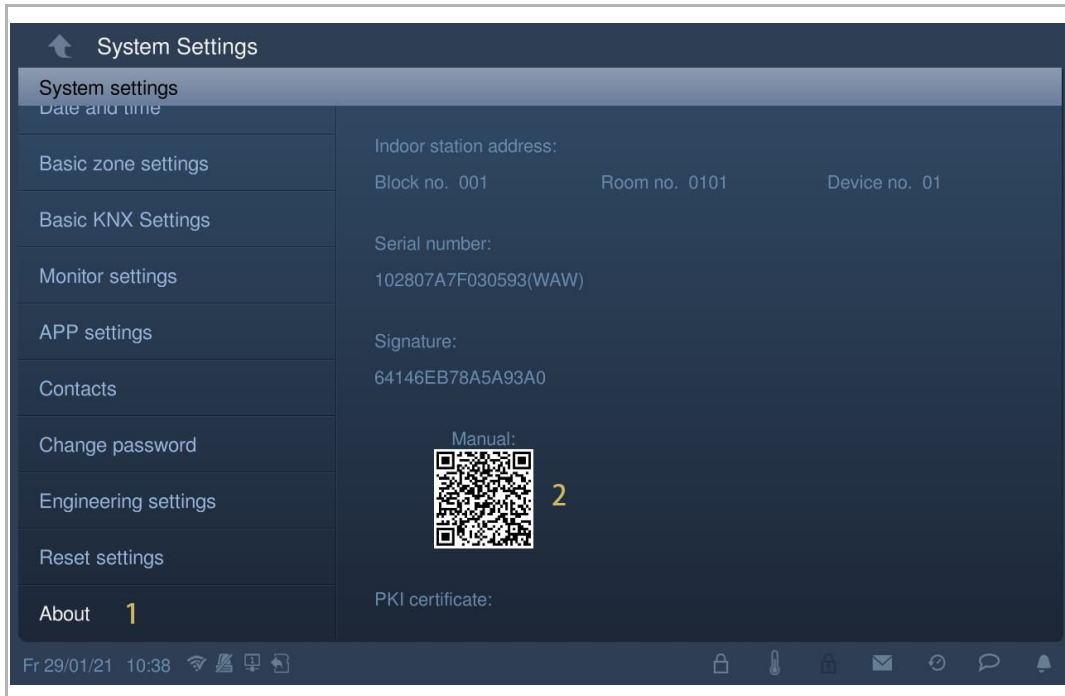 System Settings
System settings
Date and time
Basic zone settings
Basic KNX Settings
Monitor settings
APP settings
Contacts
Change password
Engineering settings
Reset settings
About 1
Indoor station address:
Block no. 001 Room no. 0101 Device no. 01
Serial number:
102807A7F030593(WAW)
Signature:
64146EB78A5A93A0
Manual:
2
PKI certificate:
Fr 29/01/21 10:38